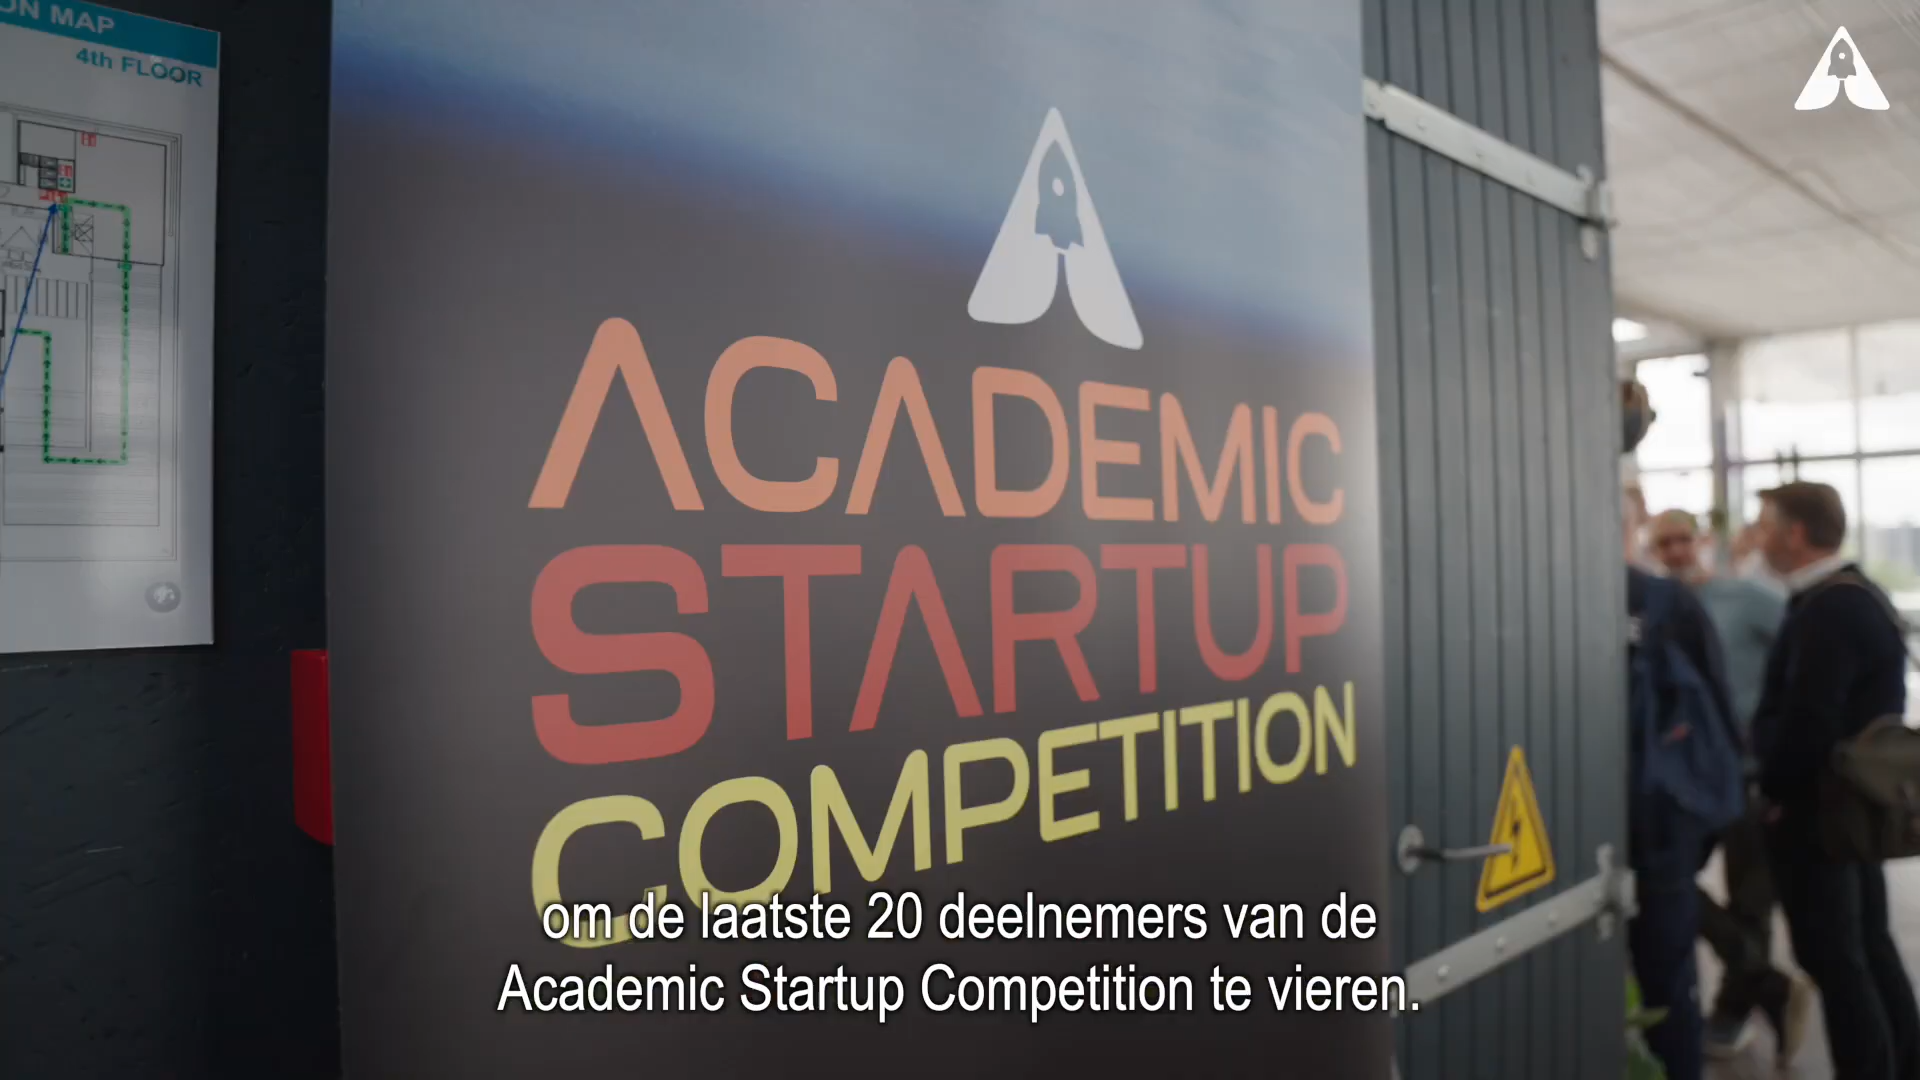 ON MAP
4th FLOOR
ACADEMIC
STARTUP
COMPETITION
om de laatste 20 deelnemers van de
Academic Startup Competition te vieren.